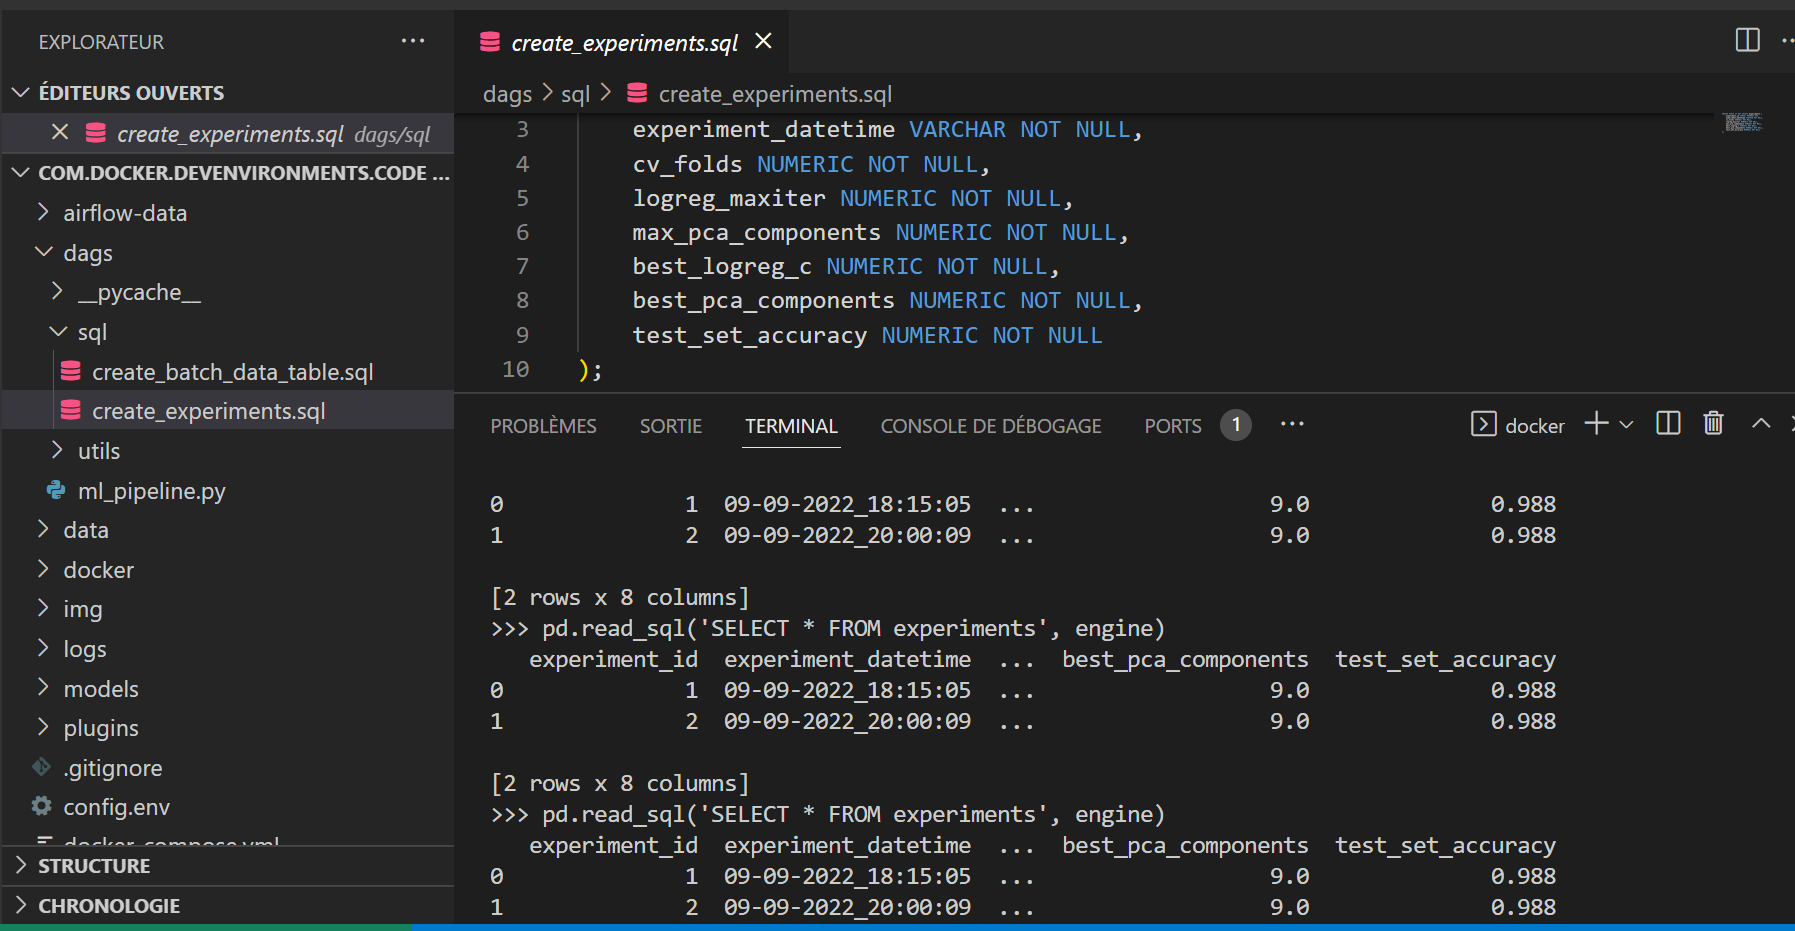 EXPLORATEUR
ÉDITEURS OUVERTS
create_experiments.sql dags/sql
COM.DOCKER.DEVENVIRONMENTS.CODE ...
airflow-data
dags
__pycache__
sql
create_batch_data_table.sql
create_experiments.sql
utils
ml_pipeline.py
data
docker
img
logs
models
plugins
.gitignore
config.env
docker-compose.yml
STRUCTURE
CHRONOLOGIE
create_experiments.sql
dags > sql > create_experiments.sql
3 experiment_datetime VARCHAR NOT NULL,
4 cv_folds NUMERIC NOT NULL,
5 logreg_maxiter NUMERIC NOT NULL,
6 max_pca_components NUMERIC NOT NULL,
7 best_logreg_c NUMERIC NOT NULL,
8 best_pca_components NUMERIC NOT NULL,
9 test_set_accuracy NUMERIC NOT NULL
10 );
PROBLÈMES SORTIE TERMINAL CONSOLE DE DÉBOGAGE PORTS 1 ... docker
0 1 09-09-2022_18:15:05 ... 9.0 0.988
1 2 09-09-2022_20:00:09 ... 9.0 0.988
[2 rows x 8 columns]
>>> pd.read_sql('SELECT * FROM experiments', engine)
experiment_id experiment_datetime ... best_pca_components test_set_accuracy
0 1 09-09-2022_18:15:05 ... 9.0 0.988
1 2 09-09-2022_20:00:09 ... 9.0 0.988
[2 rows x 8 columns]
>>> pd.read_sql('SELECT * FROM experiments', engine)
experiment_id experiment_datetime ... best_pca_components test_set_accuracy
0 1 09-09-2022_18:15:05 ... 9.0 0.988
1 2 09-09-2022_20:00:09 ... 9.0 0.988